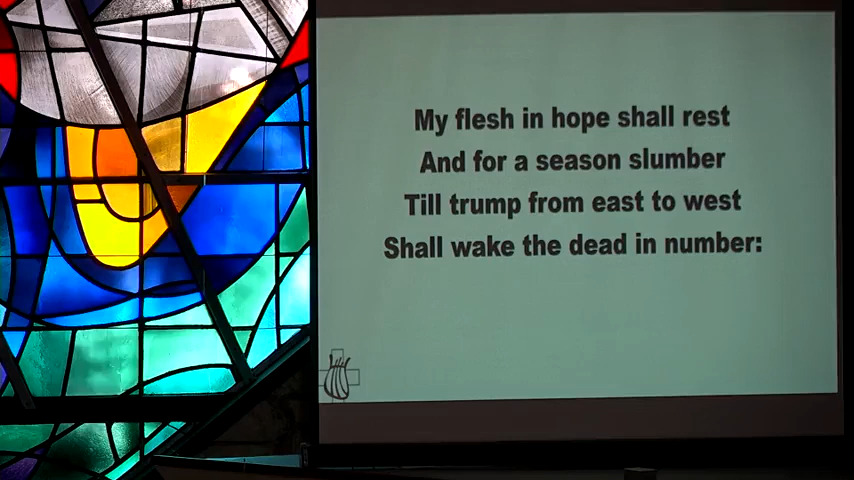 My flesh in hope shall rest
And for a season slumber
Till trump from east to west
Shall wake the dead in number: